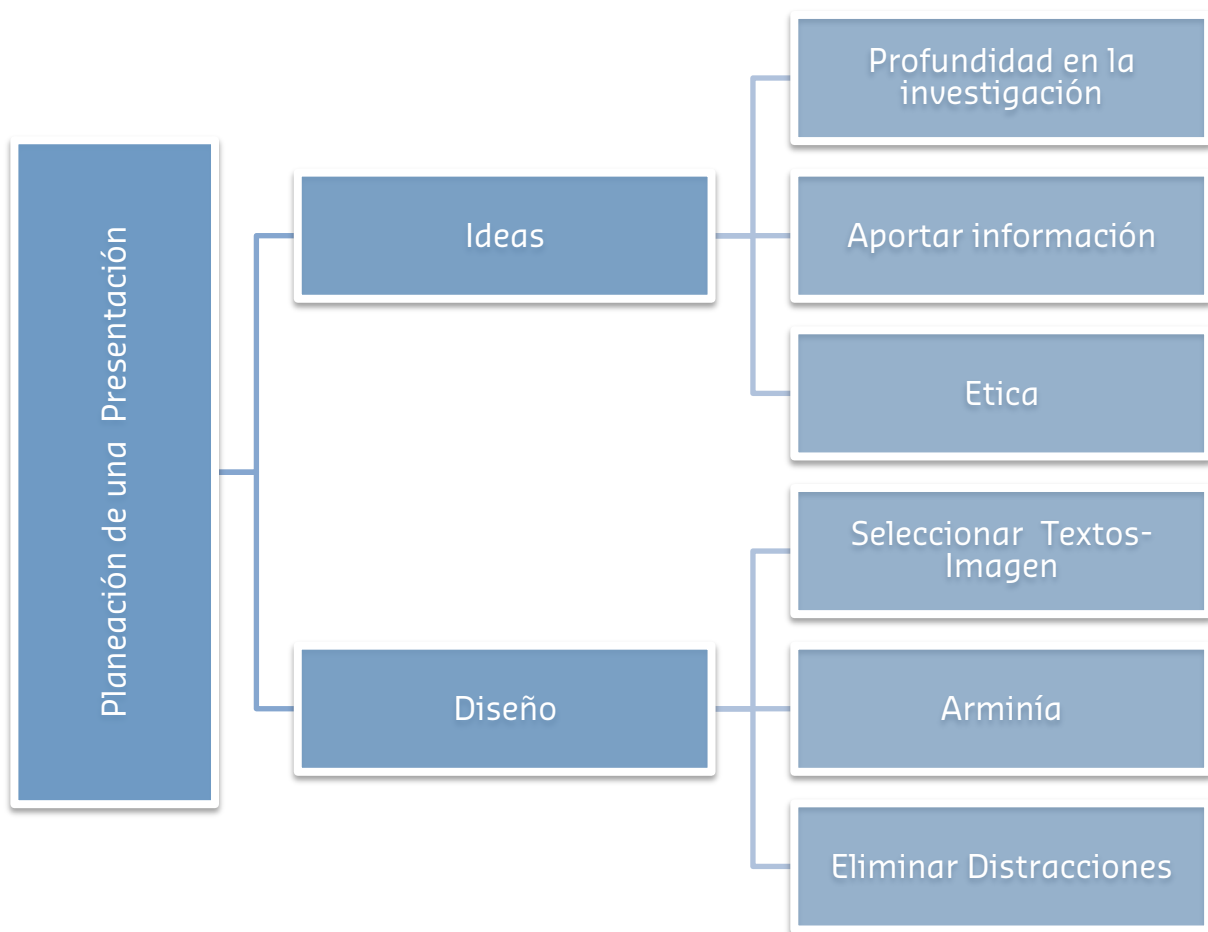 Planeación de una Presentación
Ideas
Profundidad en la
investigación
Aportar información
Etica
Diseño
Seleccionar Textos-
Imagen
Arminía
Eliminar Distracciones